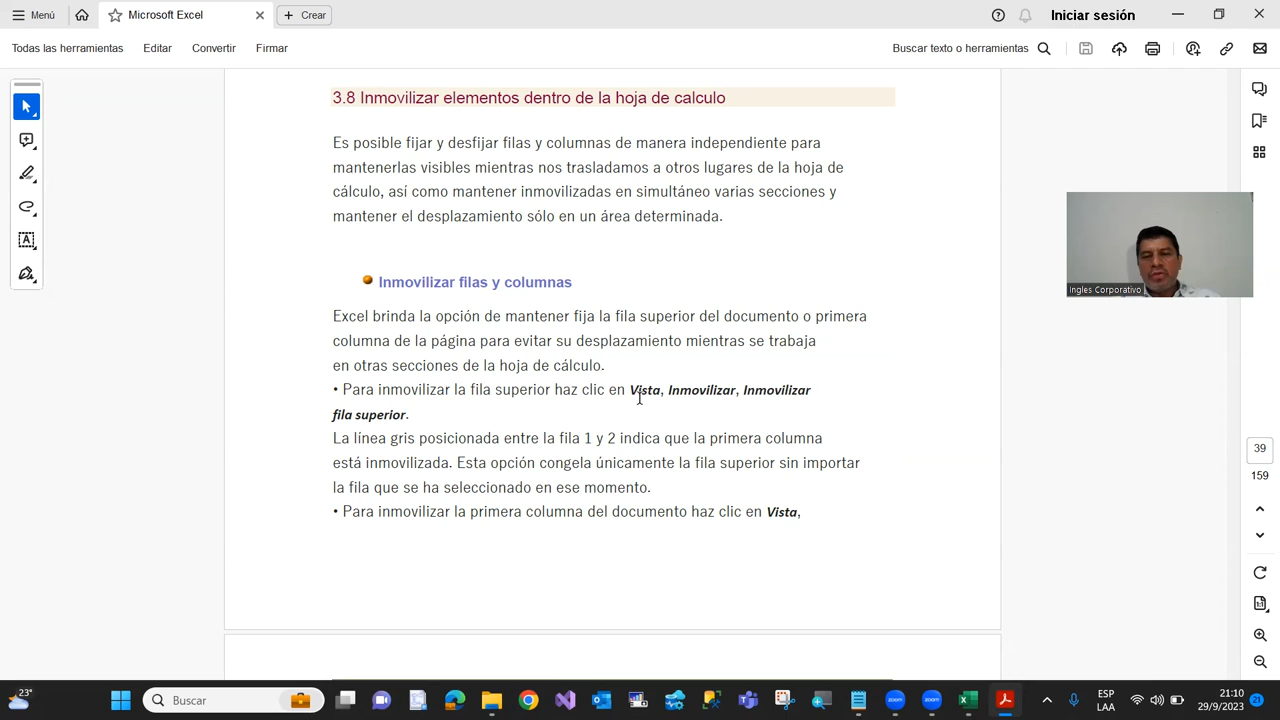 Menú
Microsoft Excel
Crear
Iniciar sesión
Todas las herramientas
Editar
Convertir
Firmar
Buscar texto o herramientas
3.8 Inmovilizar elementos dentro de la hoja de calculo
Es posible fijar y desfijar filas y columnas de manera independiente para
mantenerlas visibles mientras nos trasladamos a otros lugares de la hoja de
cálculo, así como mantener inmovilizadas en simultáneo varias secciones y
mantener el desplazamiento sólo en un área determinada.
Inmovilizar filas y columnas
Excel brinda la opción de mantener fija la fila superior del documento o primera
columna de la página para evitar su desplazamiento mientras se trabaja
en otras secciones de la hoja de cálculo.
• Para inmovilizar la fila superior haz clic en Vista, Inmovilizar, Inmovilizar
fila superior.
La línea gris posicionada entre la fila 1 y 2 indica que la primera columna
está inmovilizada. Esta opción congela únicamente la fila superior sin importar
la fila que se ha seleccionado en ese momento.
• Para inmovilizar la primera columna del documento haz clic en Vista,
Ingles Corporativo
39
159
23°
Buscar
ESP
LAA
21:10
29/9/2023
21